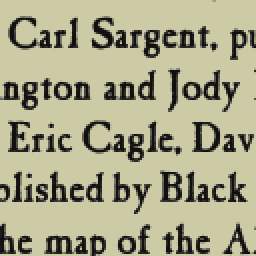 Carl Sargent, pu
ngton and Jody
Eric Cagle, Dav
blished by Black
he map of the A